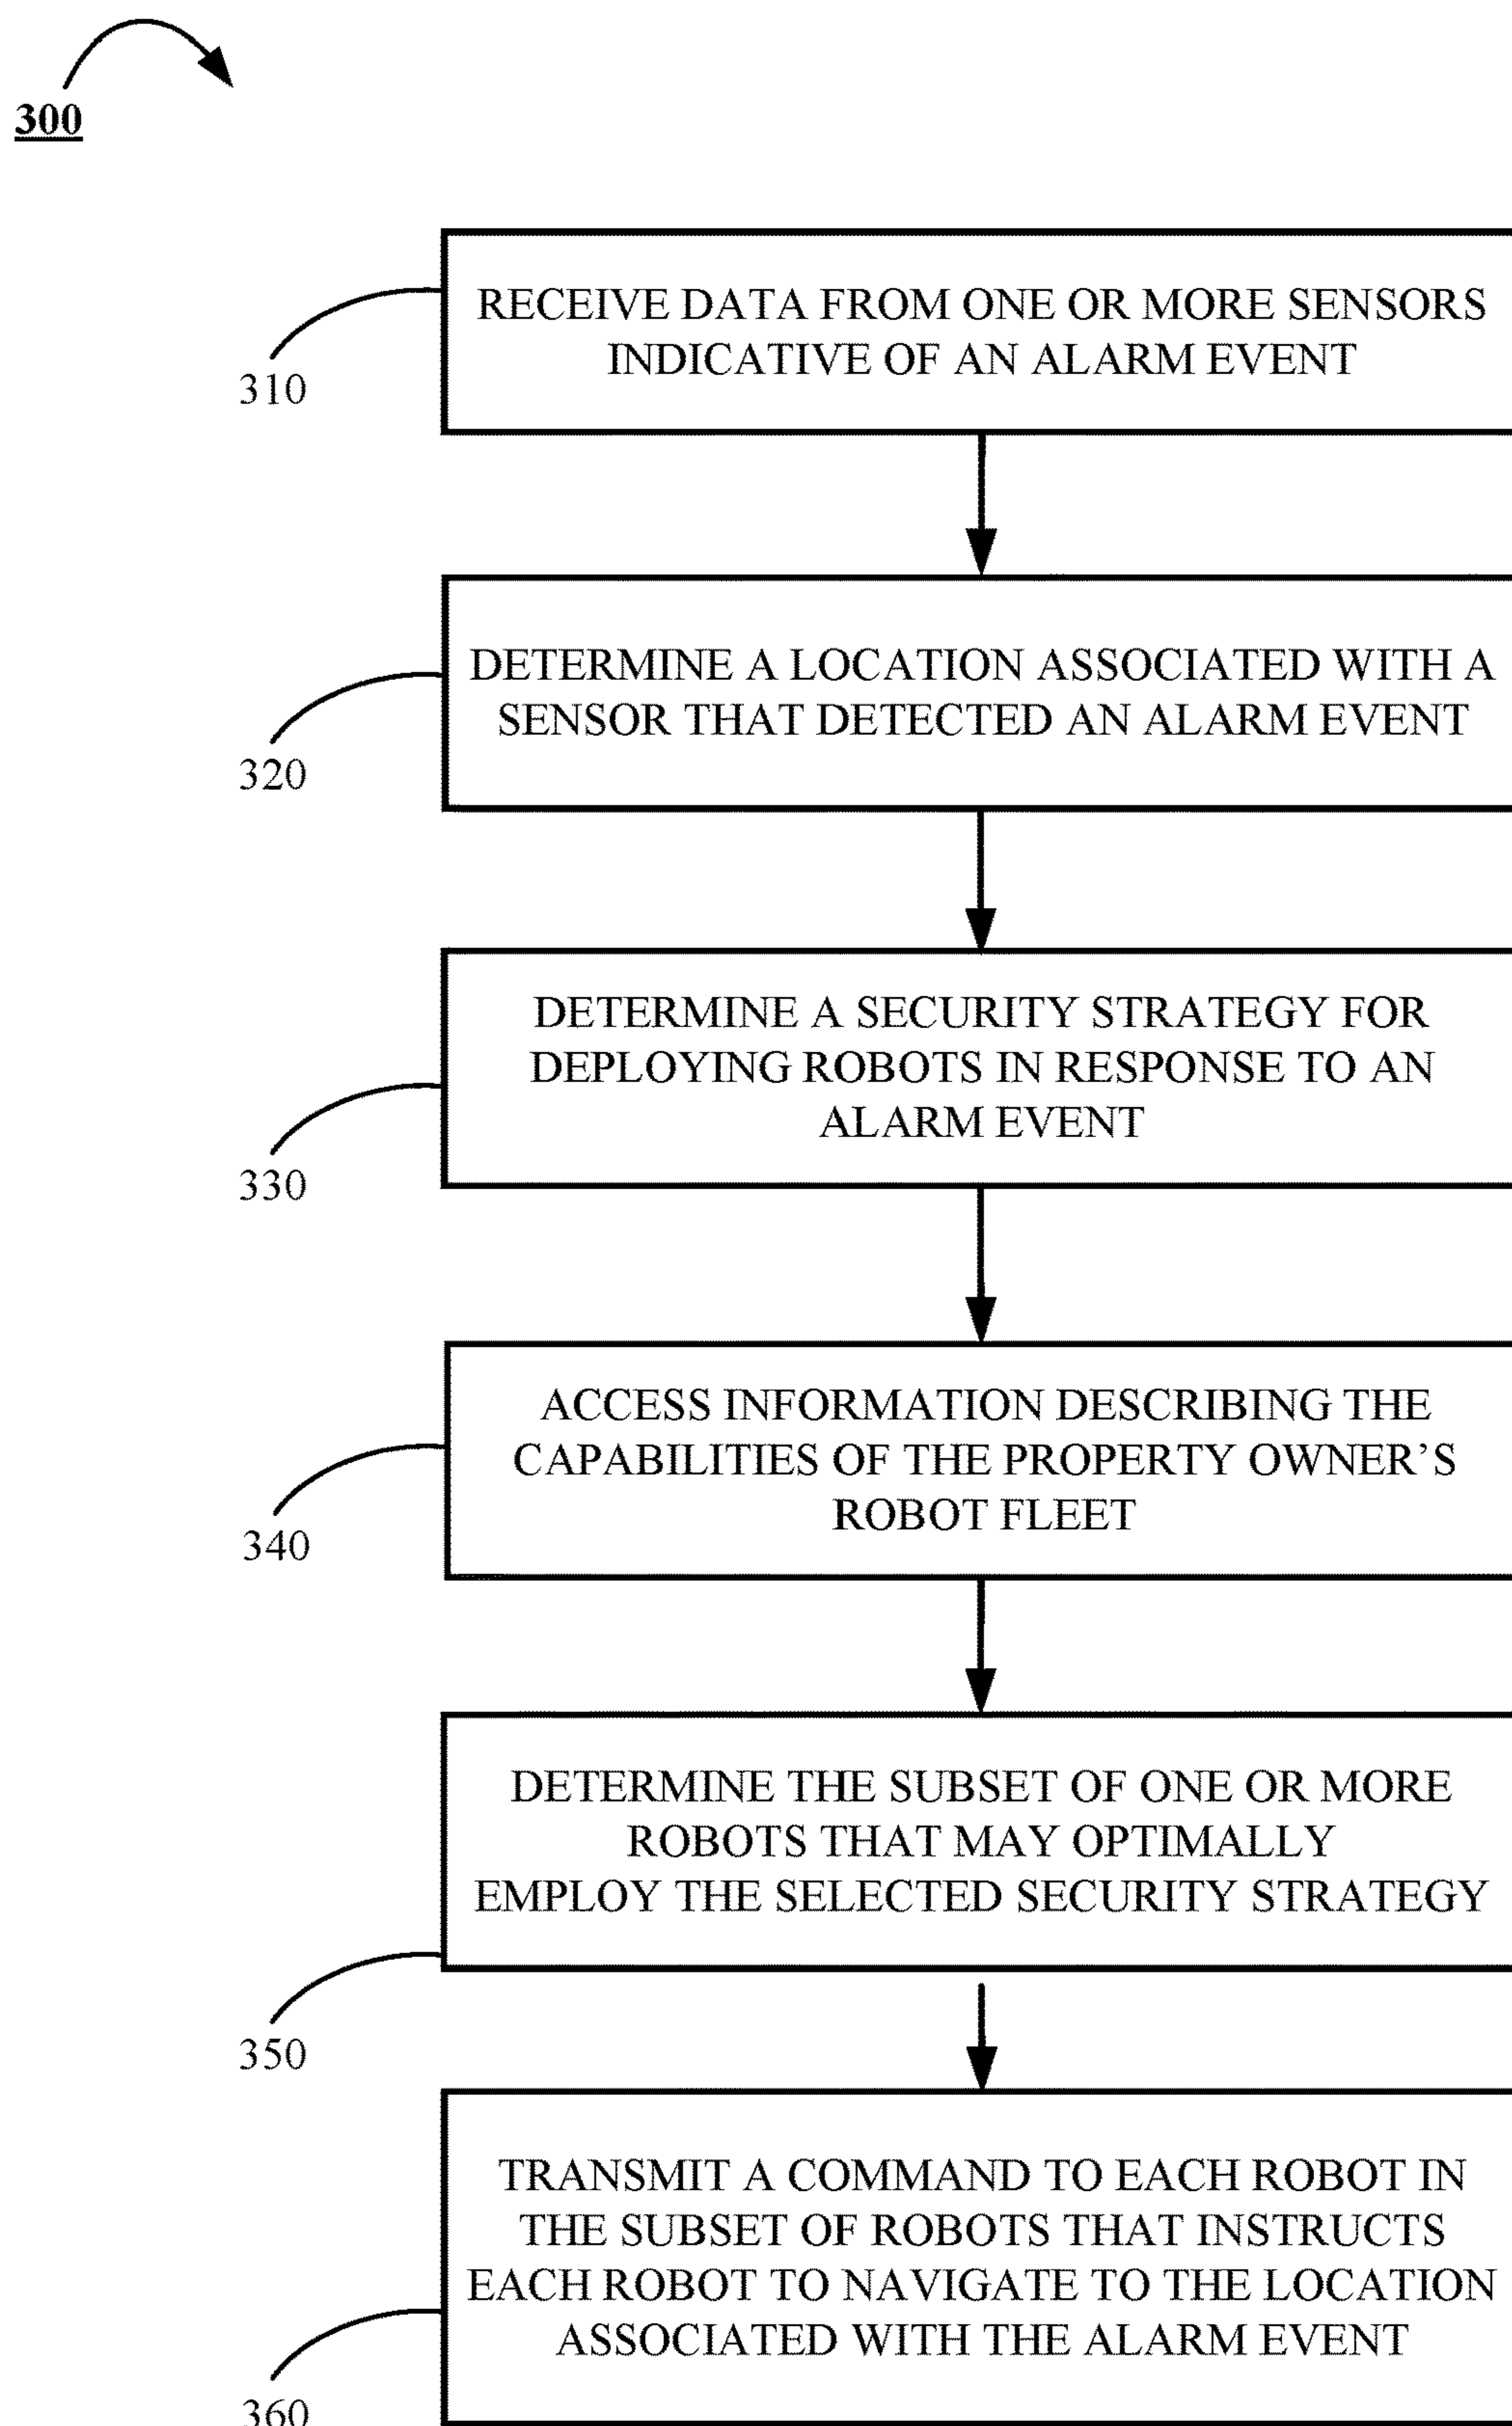 300
RECEIVE DATA FROM ONE OR MORE SENSORS
INDICATIVE OF AN ALARM EVENT
310
DETERMINE A LOCATION ASSOCIATED WITH A
SENSOR THAT DETECTED AN ALARM EVENT
320
DETERMINE A SECURITY STRATEGY FOR
DEPLOYING ROBOTS IN RESPONSE TO AN
ALARM EVENT
330
ACCESS INFORMATION DESCRIBING THE
CAPABILITIES OF THE PROPERTY OWNER'S
ROBOT FLEET
340
DETERMINE THE SUBSET OF ONE OR MORE
ROBOTS THAT MAY OPTIMALLY
EMPLOY THE SELECTED SECURITY STRATEGY
350
TRANSMIT A COMMAND TO EACH ROBOT IN
THE SUBSET OF ROBOTS THAT INSTRUCTS
EACH ROBOT TO NAVIGATE TO THE LOCATION
ASSOCIATED WITH THE ALARM EVENT
360